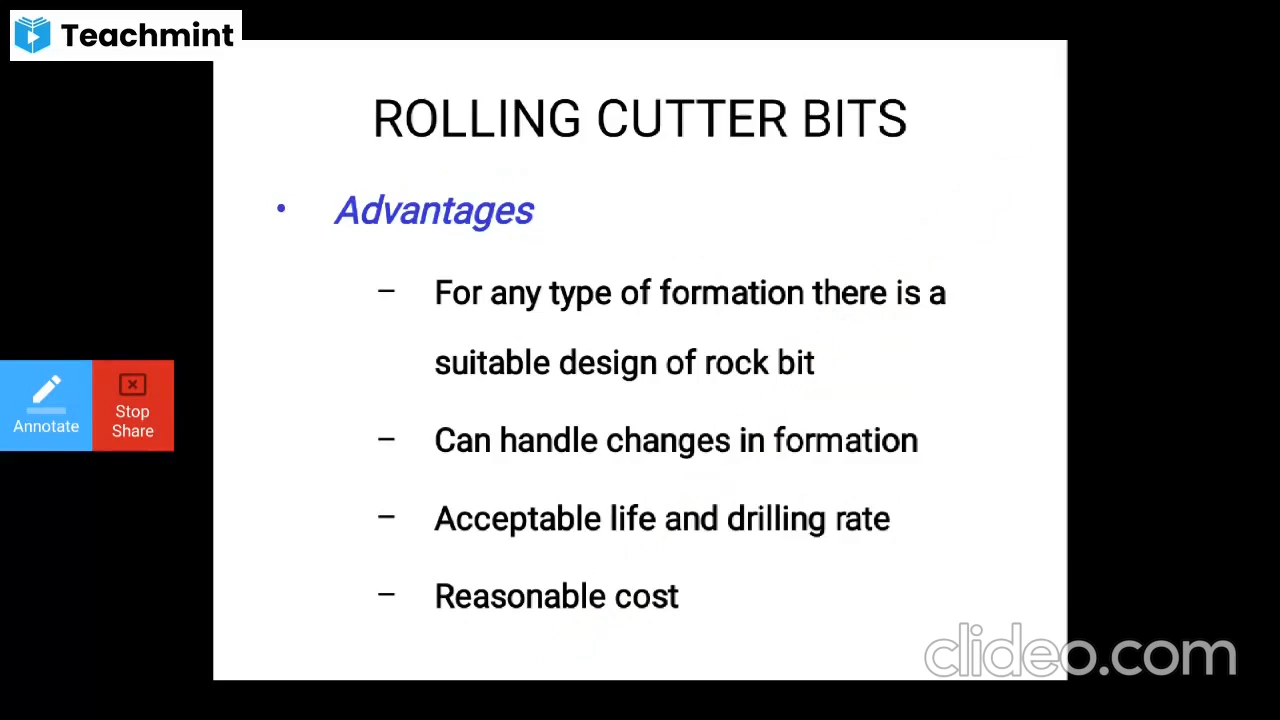 Teachmint
ROLLING CUTTER BITS
• Advantages
– For any type of formation there is a
suitable design of rock bit
– Can handle changes in formation
– Acceptable life and drilling rate
– Reasonable cost
Annotate
Stop
Share
clideo.com